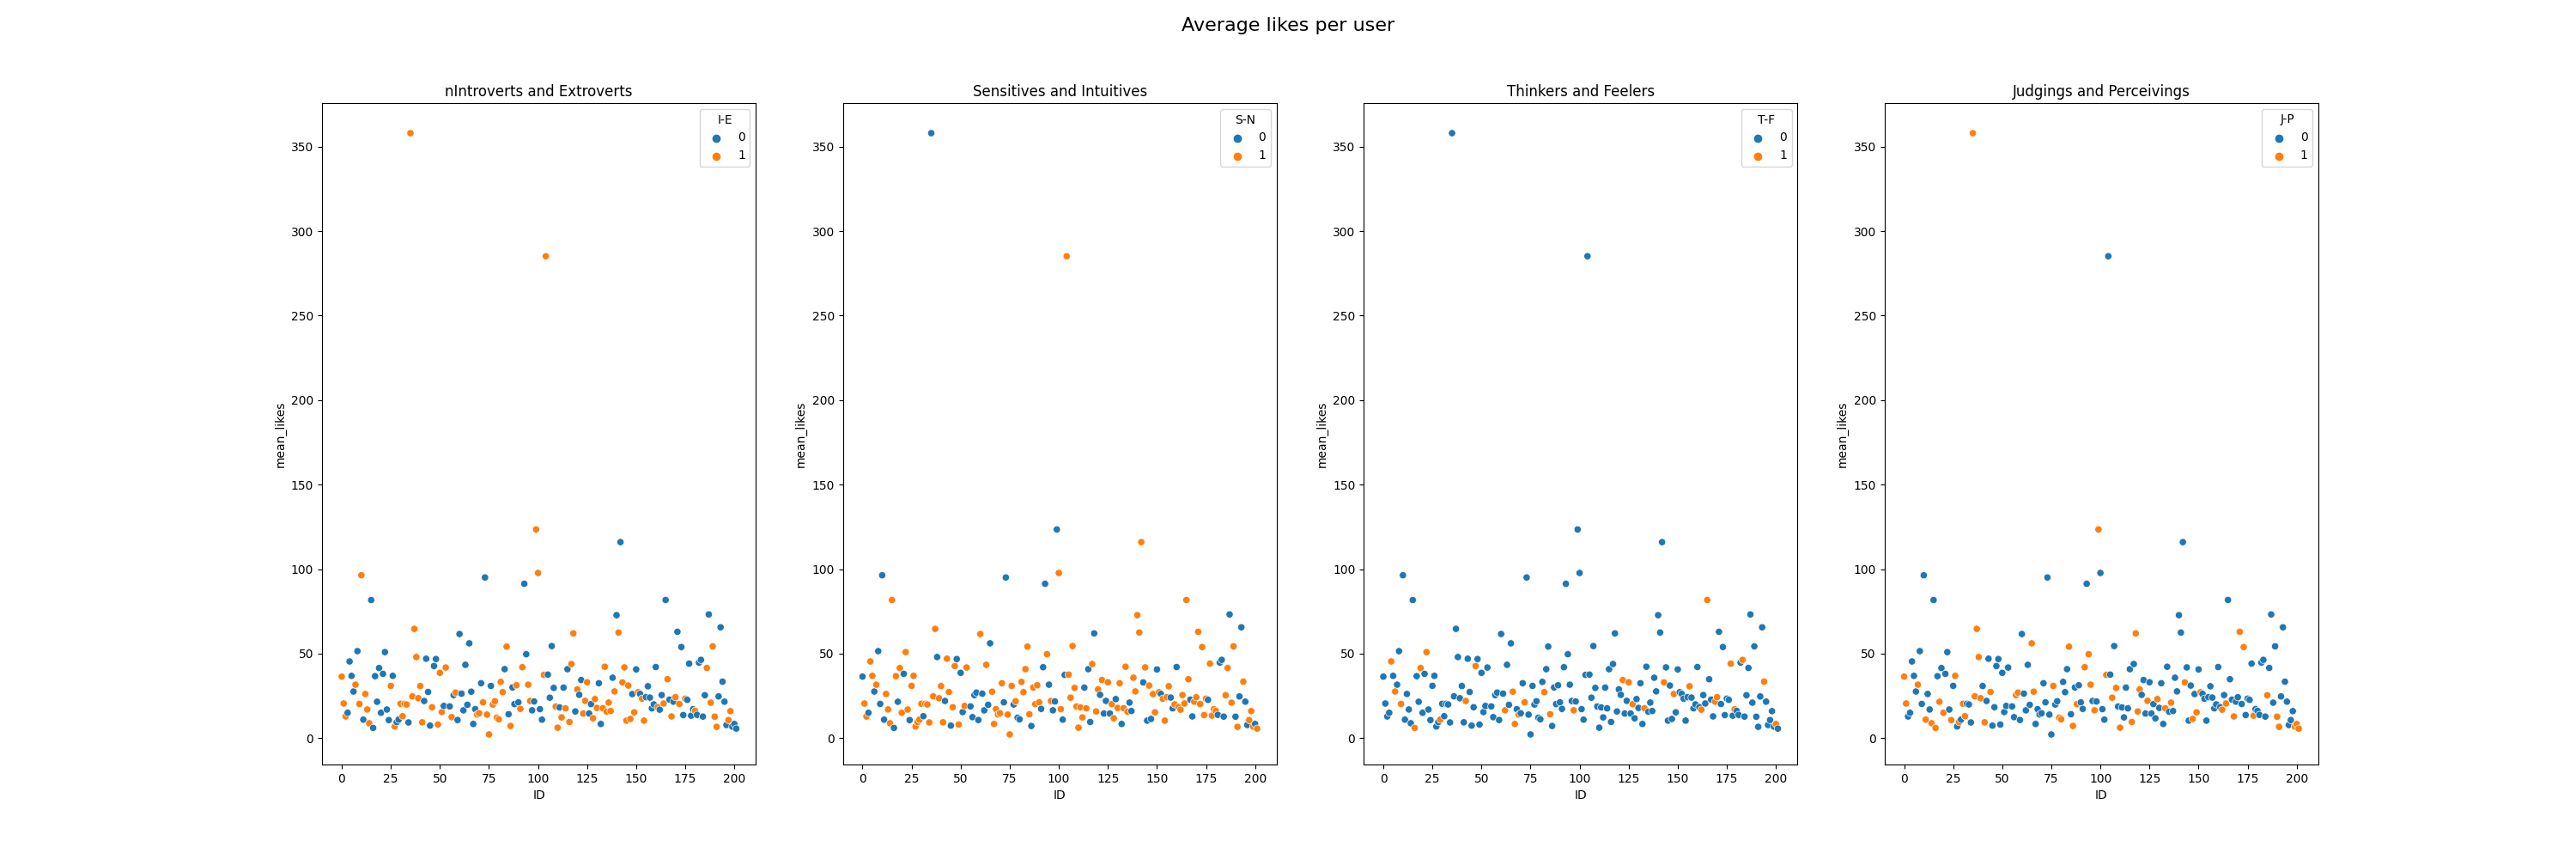 Average likes per user
nIntroverts and Extroverts
I-E
0
1
350
300
250
200
150
100
50
0
mean_likes
0 25 50 75 100 125 150 175 200
ID
Sensitives and Intuitives
S-N
0
1
350
300
250
200
150
100
50
0
mean_likes
0 25 50 75 100 125 150 175 200
ID
Thinkers and Feelers
T-F
0
1
350
300
250
200
150
100
50
0
mean_likes
0 25 50 75 100 125 150 175 200
ID
Judgings and Perceivings
J-P
0
1
350
300
250
200
150
100
50
0
mean_likes
0 25 50 75 100 125 150 175 200
ID